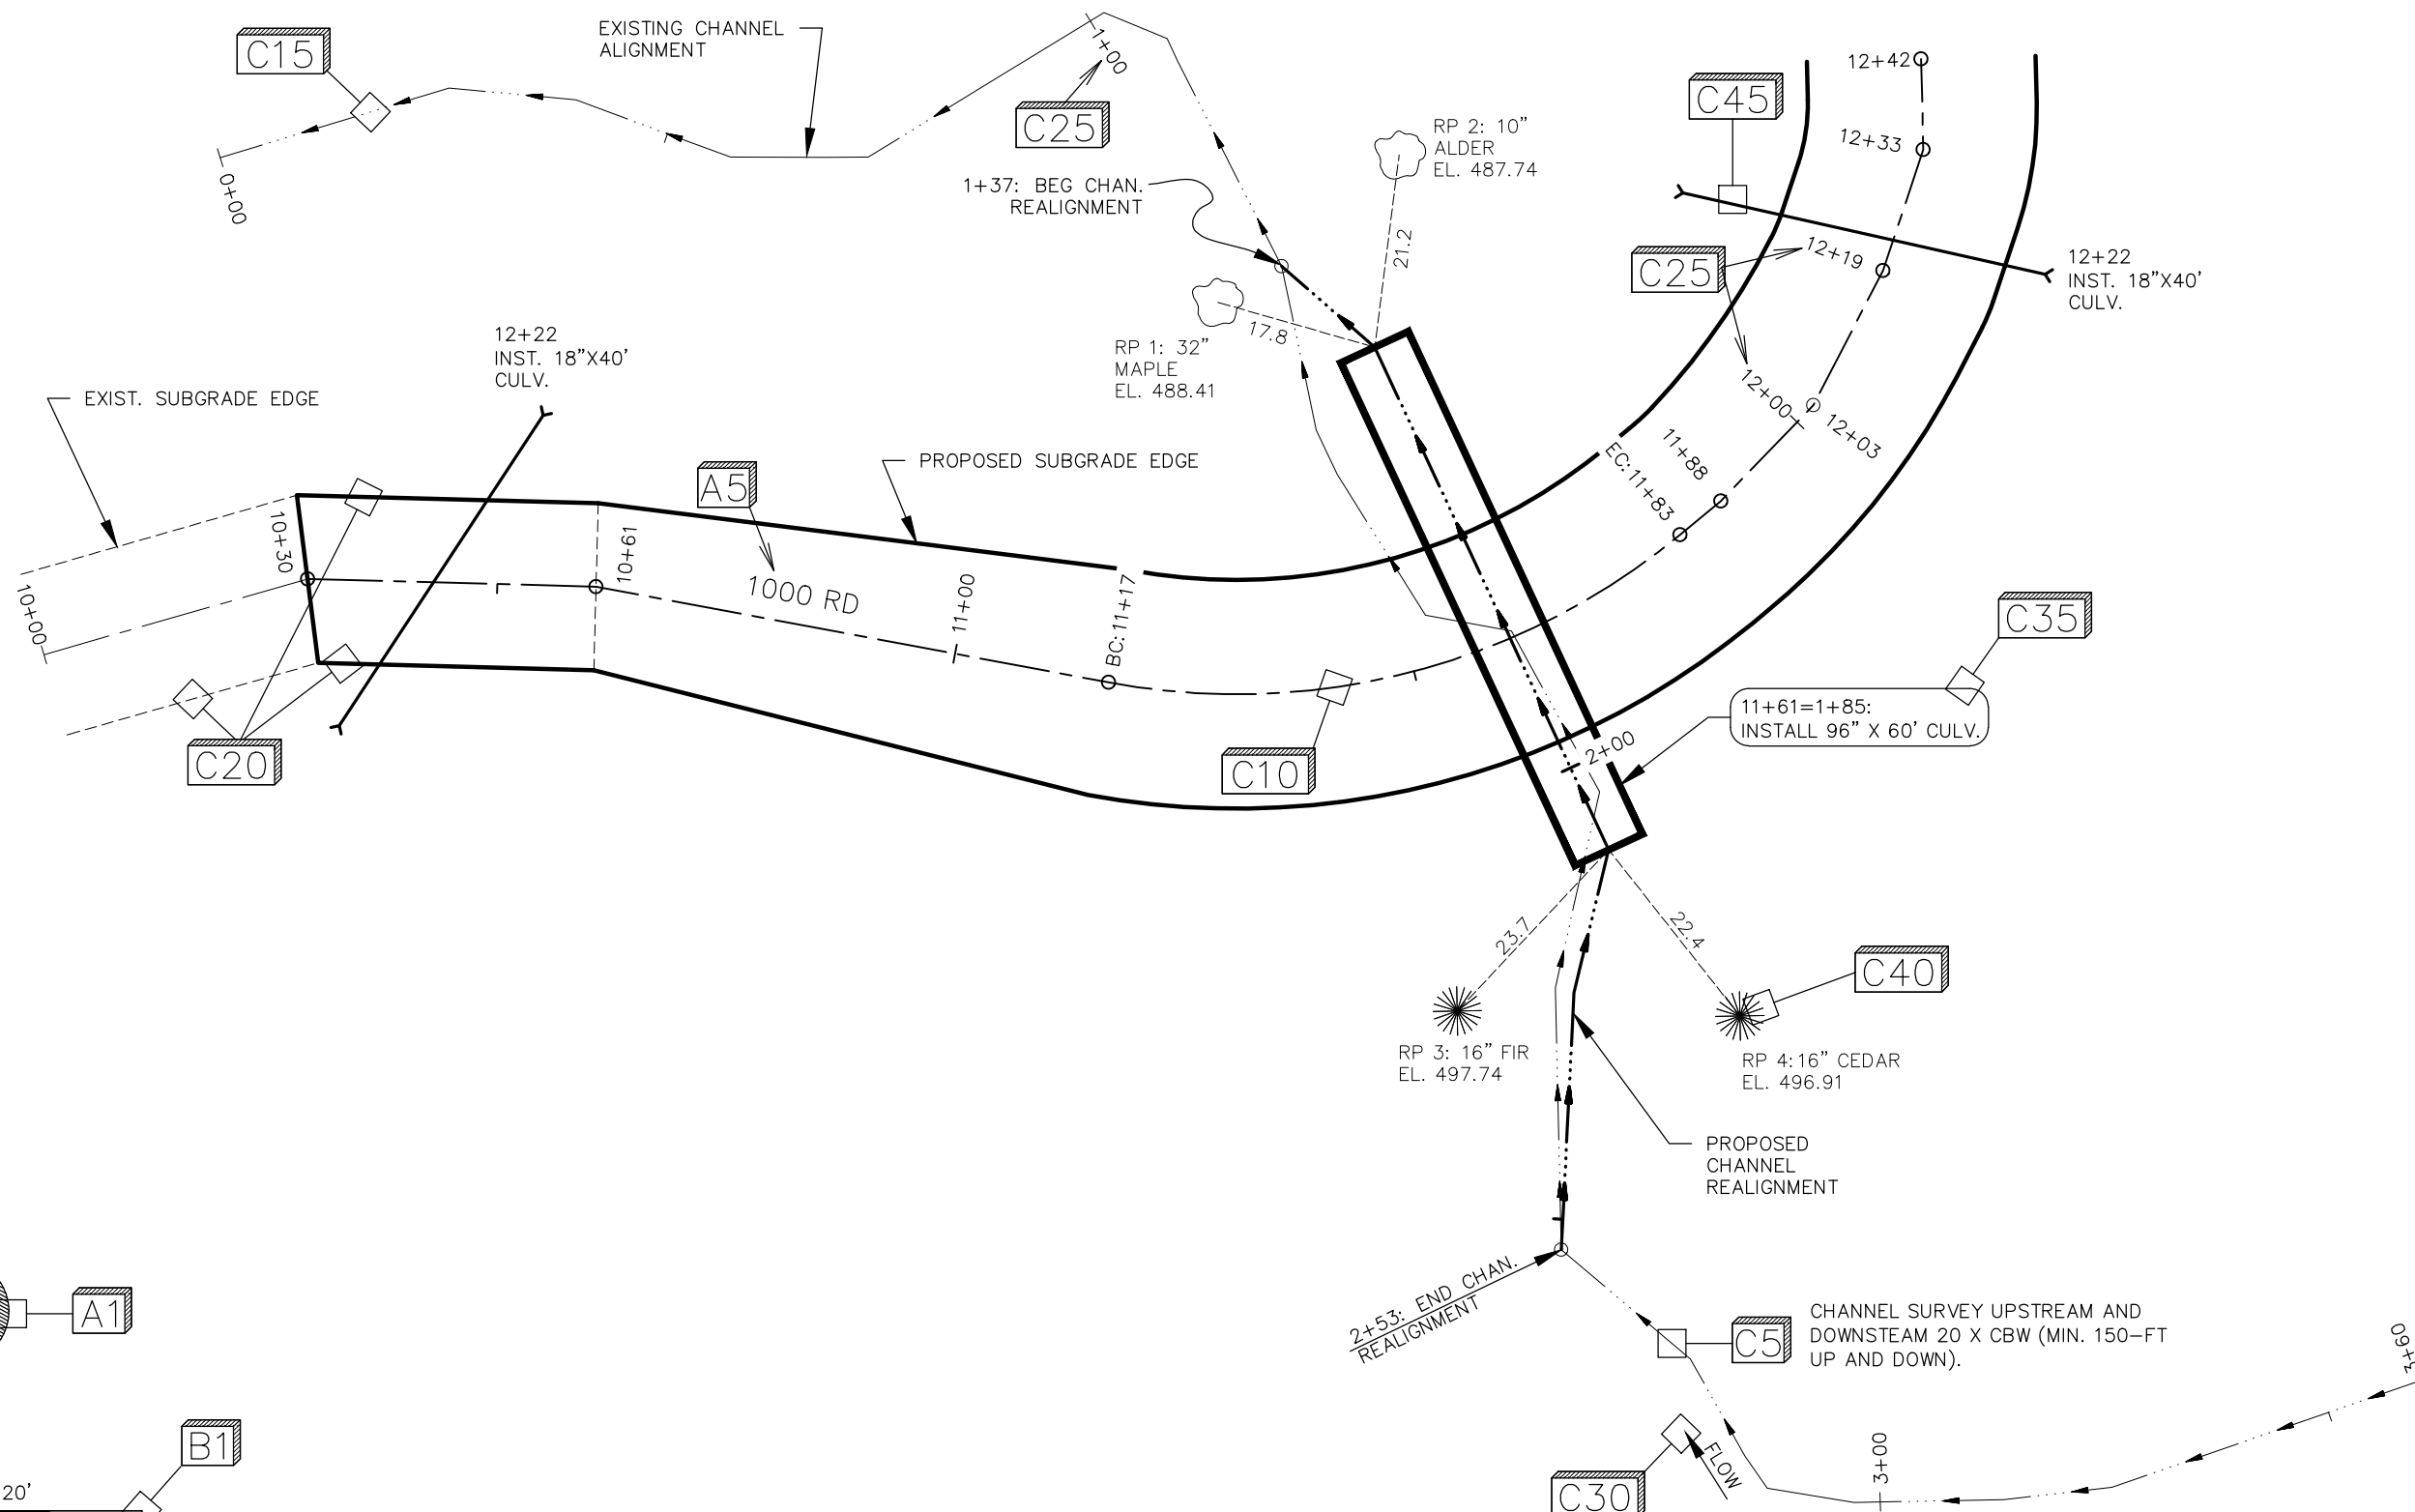 C15
EXISTING CHANNEL
ALIGNMENT
1+00
C25
0+00
1+37: BEG CHAN.
REALIGNMENT
RP 2: 10"
ALDER
EL. 487.74
21.2
C45
12+42
12+33
C25
12+19
12+22
INST. 18"X40'
CULV.
17.8
RP 1: 32"
MAPLE
EL. 488.41
12+22
INST. 18"X40'
CULV.
EXIST. SUBGRADE EDGE
A5
PROPOSED SUBGRADE EDGE
12+00
12+03
11+88
EC:11+83
10+30
10+61
10+00
1000 RD
11+00
BC:11+17
C35
11+61=1+85:
INSTALL 96" X 60' CULV.
C20
C10
2+00
23.7
22.4
C40
RP 3: 16" FIR
EL. 497.74
RP 4:16" CEDAR
EL. 496.91
PROPOSED
CHANNEL
REALIGNMENT
2+53: END CHAN.
REALIGNMENT
A1
C5
CHANNEL SURVEY UPSTREAM AND
DOWNSTEAM 20 X CBW (MIN. 150-FT
UP AND DOWN).
3+60
B1
20'
FLOW
C30
3+00